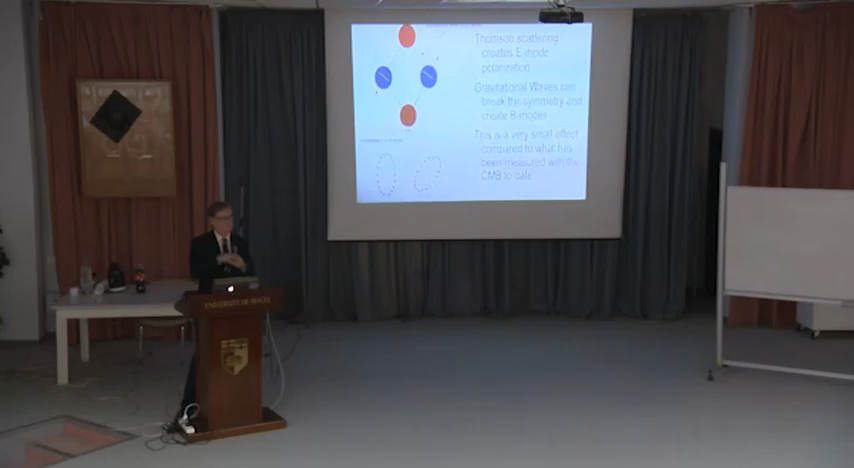 Thomson scattering
creates E-mode
polarization
Gravitational Waves can
break this symmetry and
create B-modes
This is a very small effect
compared to what has
been measured with the
CMB to date
UNIVERSITY OF MALTA